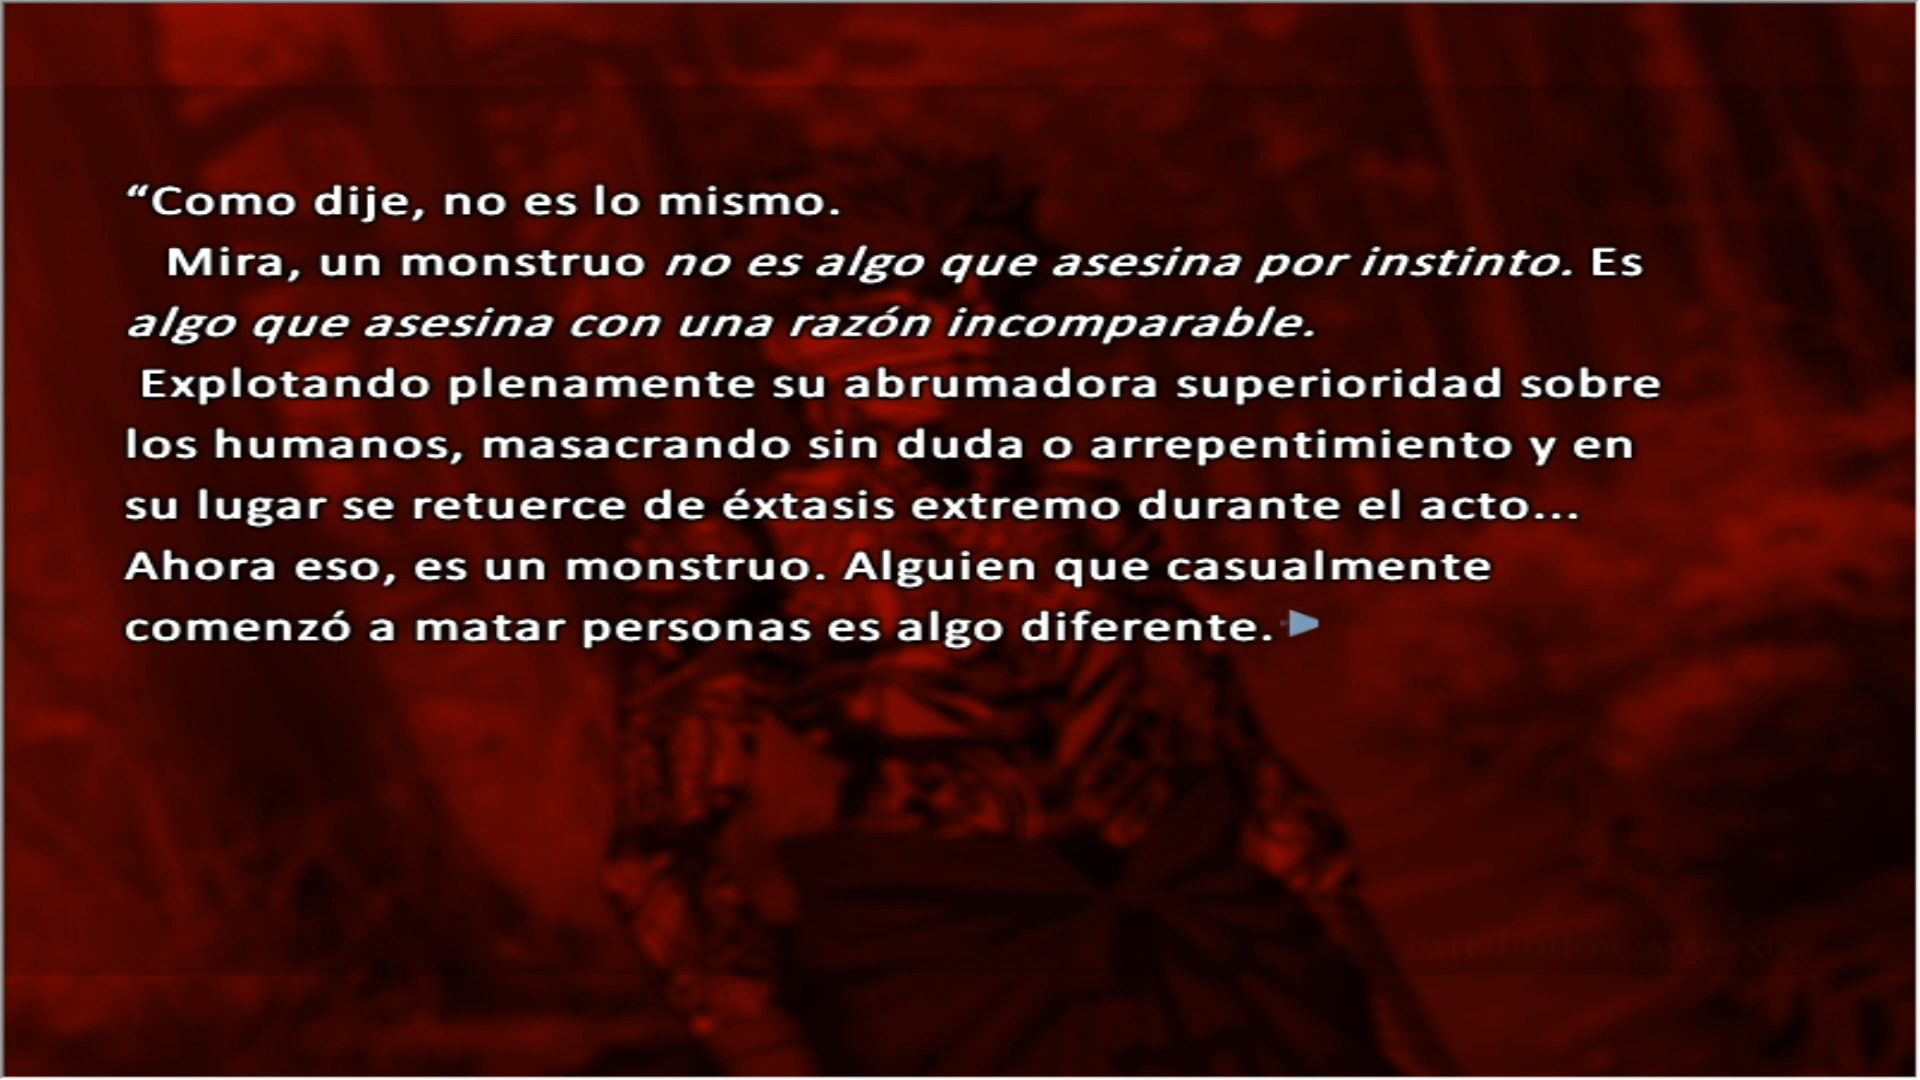 “Como dije, no es lo mismo.
Mira, un monstruo no es algo que asesina por instinto. Es
algo que asesina con una razón incomparable.
Explotando plenamente su abrumadora superioridad sobre
los humanos, masacrando sin duda o arrepentimiento y en
su lugar se retuerce de éxtasis extremo durante el acto...
Ahora eso, es un monstruo. Alguien que casualmente
comenzó a matar personas es algo diferente.